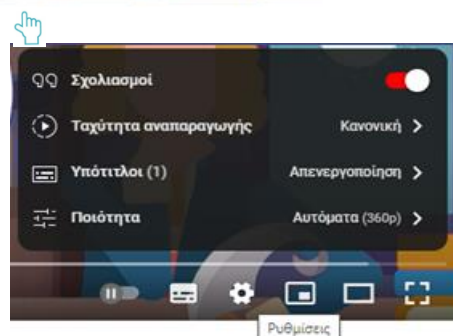 Σχολιασμοί
Ταχύτητα αναπαραγωγής Κανονική >
Υπότιτλοι (1) Απενεργοποίηση >
Ποιότητα Αυτόματα (360p) >
Ρυθμίσεις